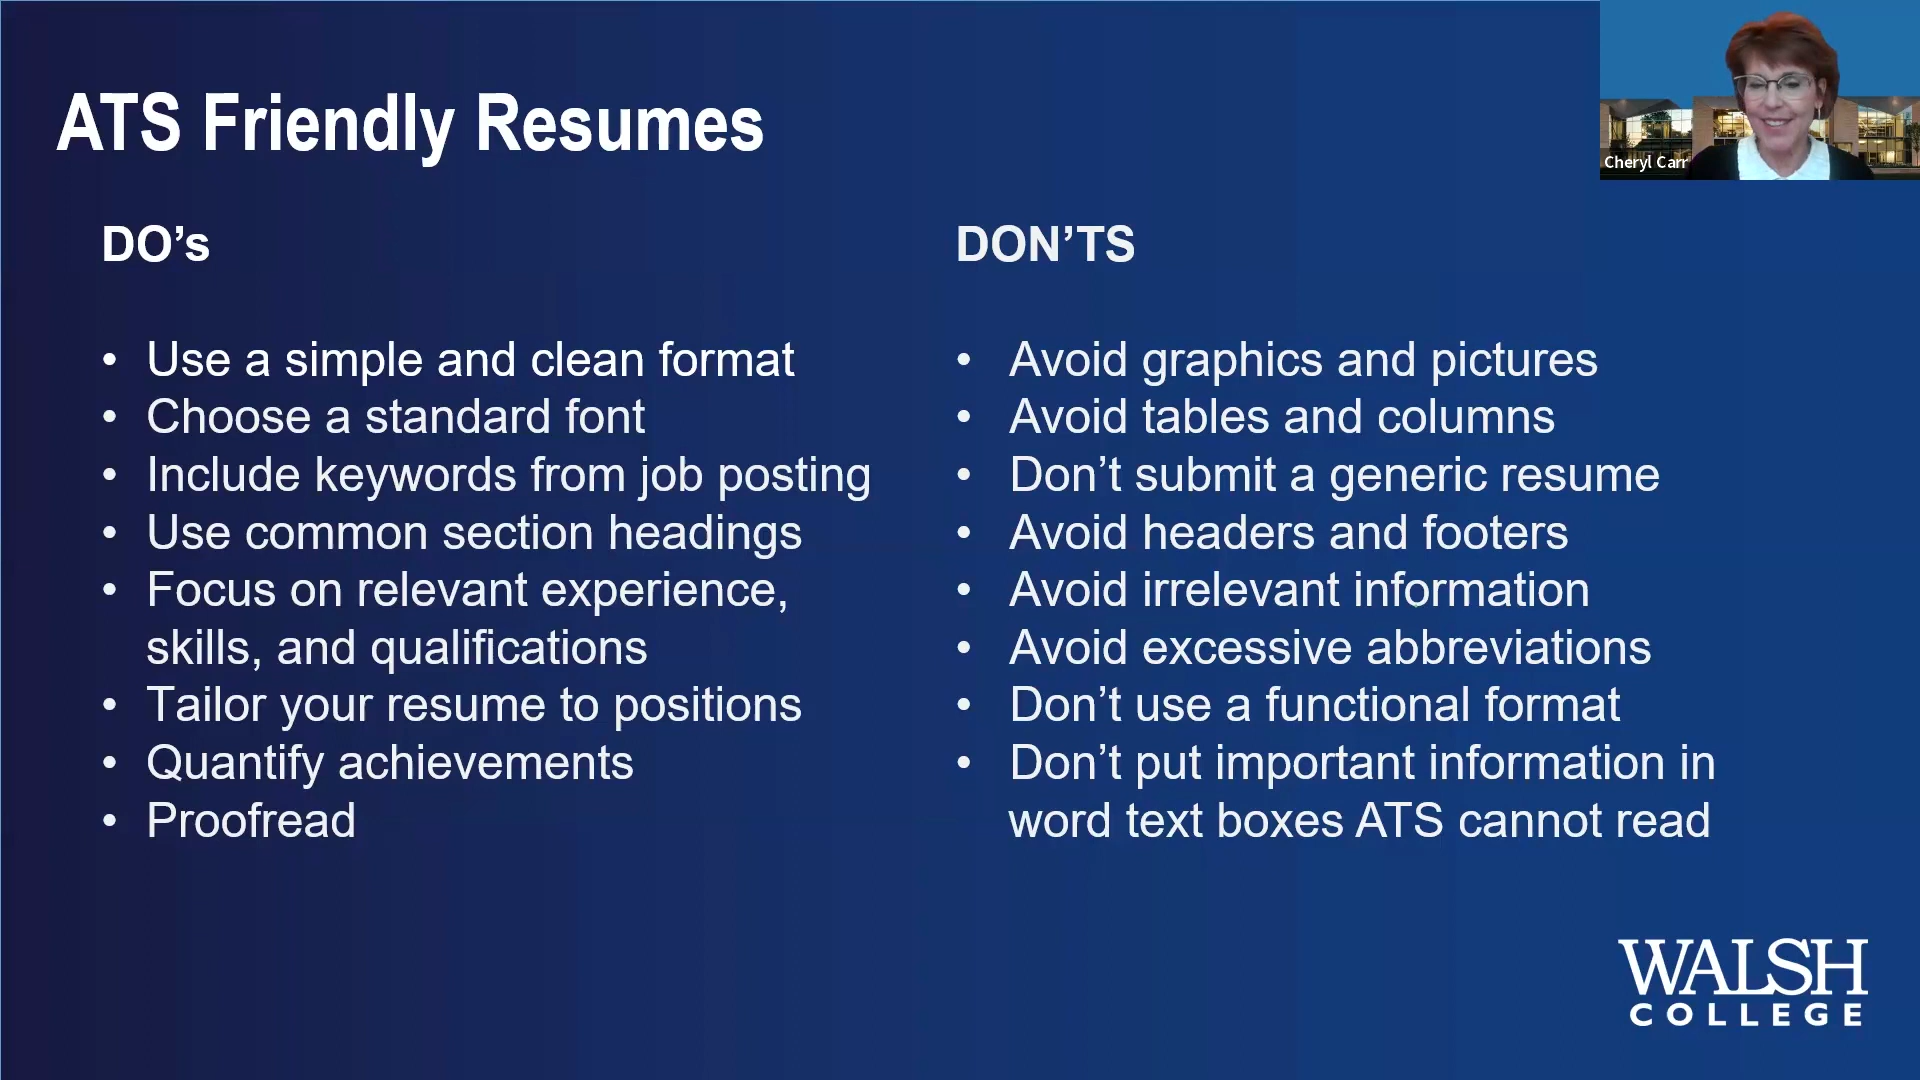 ATS Friendly Resumes
Cheryl Carr
DO’s
• Use a simple and clean format
• Choose a standard font
• Include keywords from job posting
• Use common section headings
• Focus on relevant experience,
skills, and qualifications
• Tailor your resume to positions
• Quantify achievements
• Proofread
DON’TS
• Avoid graphics and pictures
• Avoid tables and columns
• Don’t submit a generic resume
• Avoid headers and footers
• Avoid irrelevant information
• Avoid excessive abbreviations
• Don’t use a functional format
• Don’t put important information in
word text boxes ATS cannot read
WALSH
COLLEGE